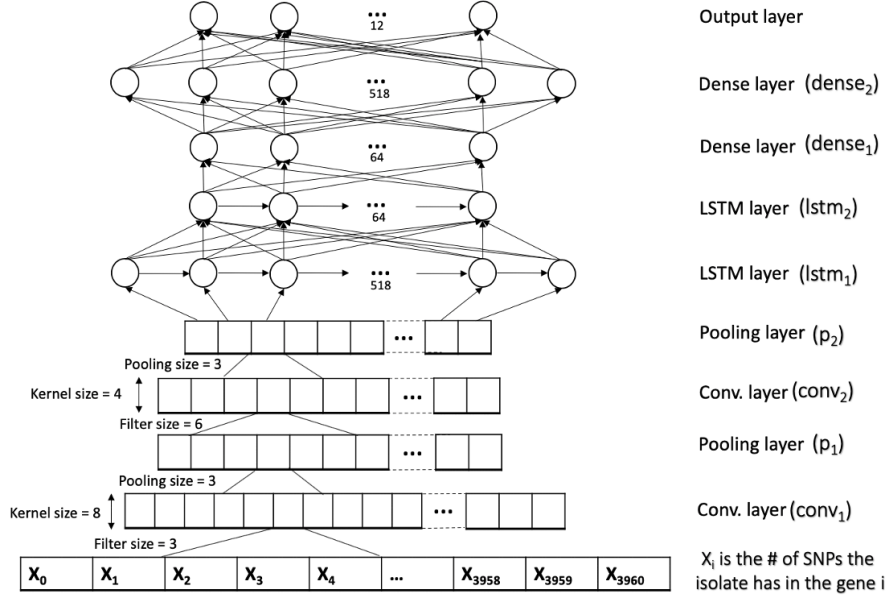 ... Output layer
12
... Dense layer (dense2)
518
... Dense layer (dense1)
64
... LSTM layer (lstm2)
64
... LSTM layer (lstm1)
518
... Pooling layer (p2)
Pooling size = 3
Kernel size = 4 ... Conv. layer (conv2)
Filter size = 6
... Pooling layer (p1)
Pooling size = 3
Kernel size = 8 ... Conv. layer (conv1)
Filter size = 3
X0 X1 X2 X3 X4 ... X3958 X3959 X3960
Xi is the # of SNPs the
isolate has in the gene i